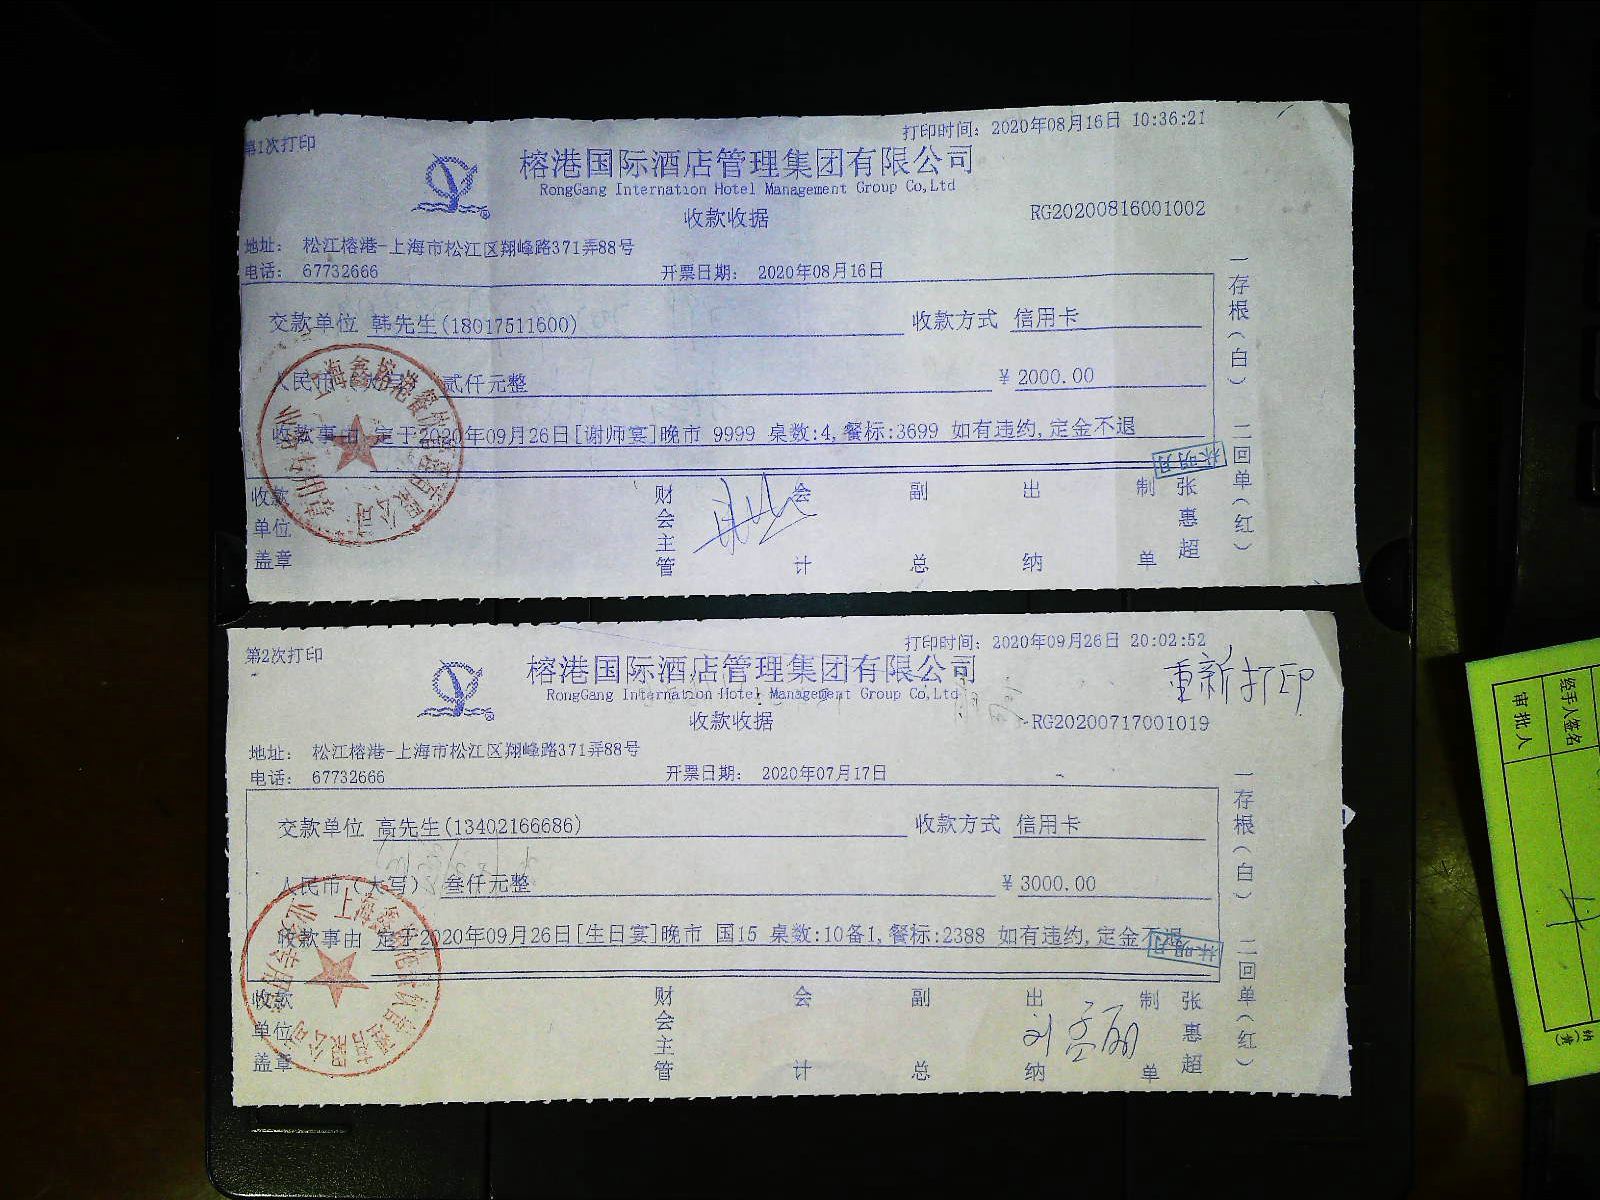 第1次打印
打印时间: 2020年08月16日 10:36:21
榕港国际酒店管理集团有限公司
RongGang Internation Hotel Management Group Co,Ltd
收款收据
RG20200816001002
地址: 松江榕港-上海市松江区翔峰路371弄88号
电话: 67732666 开票日期: 2020年08月16日
交款单位 韩先生(18017511600) 收款方式 信用卡
人民币 贰仟元整 ¥ 2000.00
收款事由 定于2020年09月26日[谢师宴]晚市 9999 桌数:4,餐标:3699 如有违约,定金不退
林明月
收款单位盖章 财会主管 会计 副总 出纳 制单 张惠超
一存根(白) 二回单(红)
第2次打印
打印时间: 2020年09月26日 20:02:52
重新打印
榕港国际酒店管理集团有限公司
RongGang Internation Hotel Management Group Co,Ltd
收款收据
RG20200717001019
地址: 松江榕港-上海市松江区翔峰路371弄88号
电话: 67732666 开票日期: 2020年07月17日
交款单位 高先生(13402166686) 收款方式 信用卡
人民币(大写) 叁仟元整 ¥ 3000.00
收款事由 定于2020年09月26日[生日宴]晚市 国15 桌数:10备1,餐标:2388 如有违约,定金不
林明月
收款单位盖章 财会主管 会计 副总 出纳 制单 张惠超
一存根(白) 二回单(红)
经手人签名
审批人